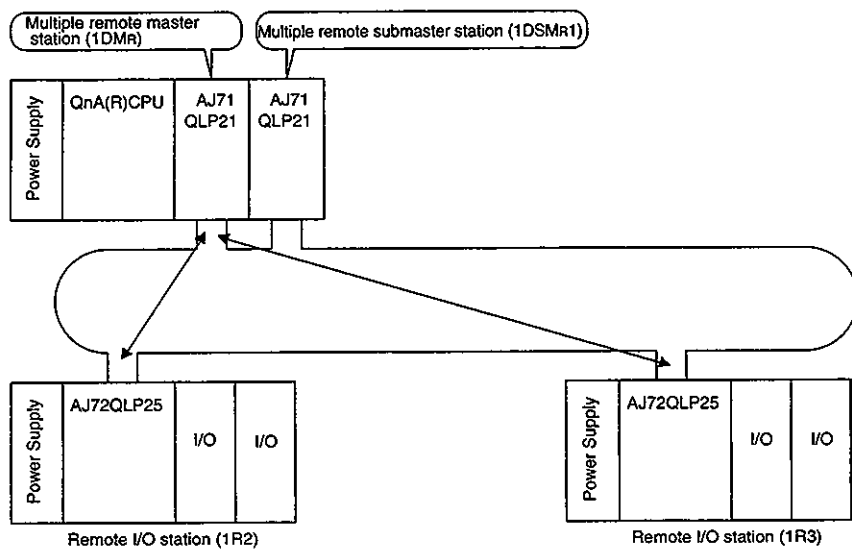 Multiple remote master
station (1DMR)
Multiple remote submaster station (1DSMR1)
Power Supply
QnA(R)CPU
AJ71
QLP21
AJ71
QLP21
Power Supply
AJ72QLP25
I/O
I/O
Remote I/O station (1R2)
Power Supply
AJ72QLP25
I/O
I/O
Remote I/O station (1R3)